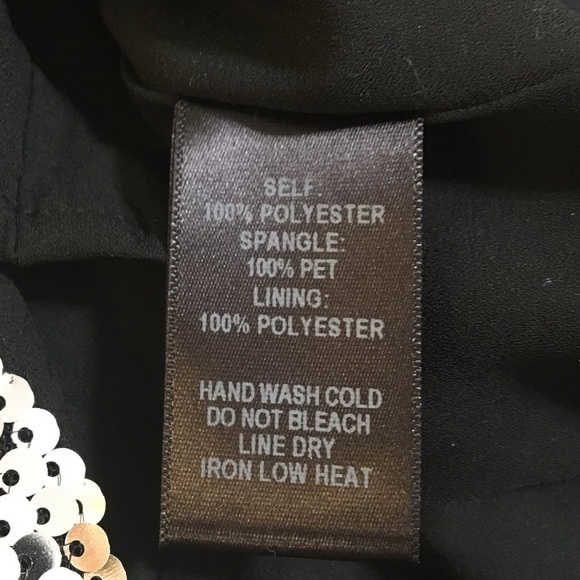 SELF:
100% POLYESTER
SPANGLE:
100% PET
LINING:
100% POLYESTER
HAND WASH COLD
DO NOT BLEACH
LINE DRY
IRON LOW HEAT